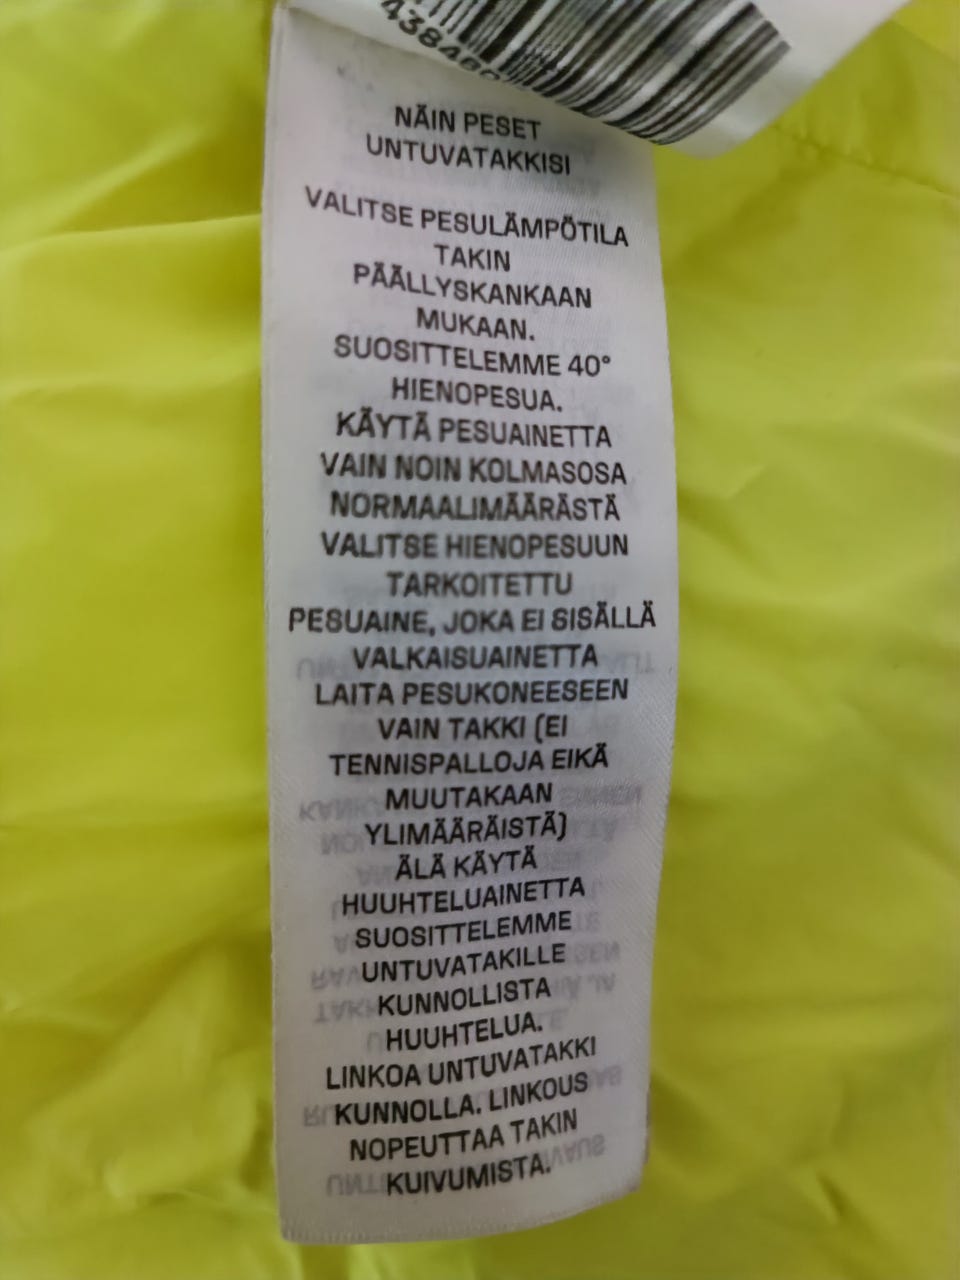 438460
NÄIN PESET
UNTUVATAKKISI
VALITSE PESULÄMPÖTILA
TAKIN
PÄÄLLYSKANKAAN
MUKAAN.
SUOSITTELEMME 40°
HIENOPESUA.
KÄYTÄ PESUAINETTA
VAIN NOIN KOLMASOSA
NORMAALIMÄÄRÄSTÄ
VALITSE HIENOPESUUN
TARKOITETTU
PESUAINE, JOKA EI SISÄLLÄ
VALKAISUAINETTA
LAITA PESUKONEESEEN
VAIN TAKKI (EI
TENNISPALLOJA EIKÄ
MUUTAKAAN
YLIMÄÄRÄISTÄ)
ÄLÄ KÄYTÄ
HUUHTELUAINETTA
SUOSITTELEMME
UNTUVATAKILLE
KUNNOLLISTA
HUUHTELUA.
LINKOA UNTUVATAKKI
KUNNOLLA. LINKOUS
NOPEUTTAA TAKIN
KUIVUMISTA.